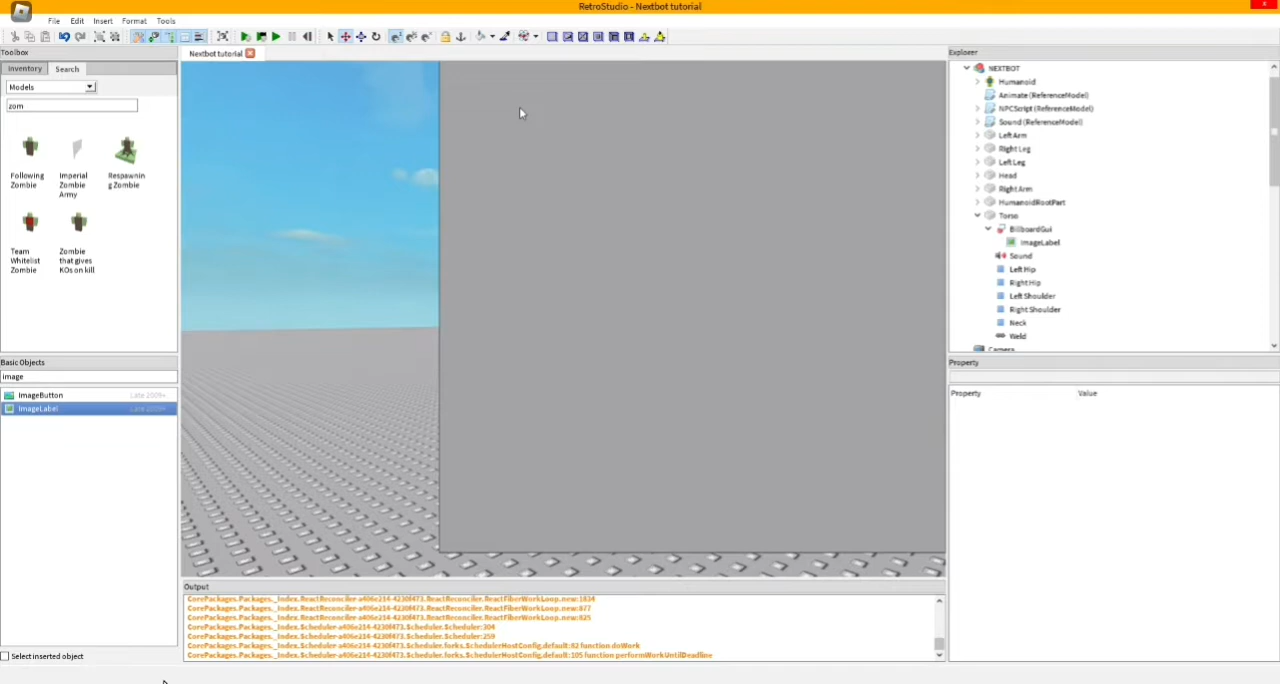 RetroStudio - Nextbot tutorial
x
File Edit Insert Format Tools
Toolbox
Nextbot tutorial
Explorer
Inventory Search
Models
zom
Following Zombie
Imperial Zombie Army
Respawnin g Zombie
Team Whitelist Zombie
Zombie that gives KOs on kill
NEXTBOT
Humanoid
Animate (ReferenceModel)
NPCScript (ReferenceModel)
Sound (ReferenceModel)
Left Arm
Right Leg
Left Leg
Head
Right Arm
HumanoidRootPart
Torso
BillboardGui
ImageLabel
Sound
Left Hip
Right Hip
Left Shoulder
Right Shoulder
Neck
Weld
Camera
Basic Objects
image
ImageButton Late 2009+
ImageLabel Late 2009+
Property
Property Value
Output
CorePackages.Packages._Index.ReactReconciler-a406e214-4230f473.ReactReconciler.ReactFiberWorkLoop.new:1834
CorePackages.Packages._Index.ReactReconciler-a406e214-4230f473.ReactReconciler.ReactFiberWorkLoop.new:877
CorePackages.Packages._Index.ReactReconciler-a406e214-4230f473.ReactReconciler.ReactFiberWorkLoop.new:825
CorePackages.Packages._Index.Scheduler-a406e214-4230f473.Scheduler.Scheduler:304
CorePackages.Packages._Index.Scheduler-a406e214-4230f473.Scheduler.Scheduler:259
CorePackages.Packages._Index.Scheduler-a406e214-4230f473.Scheduler.forks.SchedulerHostConfig.default:82 function doWork
CorePackages.Packages._Index.Scheduler-a406e214-4230f473.Scheduler.forks.SchedulerHostConfig.default:105 function performWorkUntilDeadline
Select inserted object